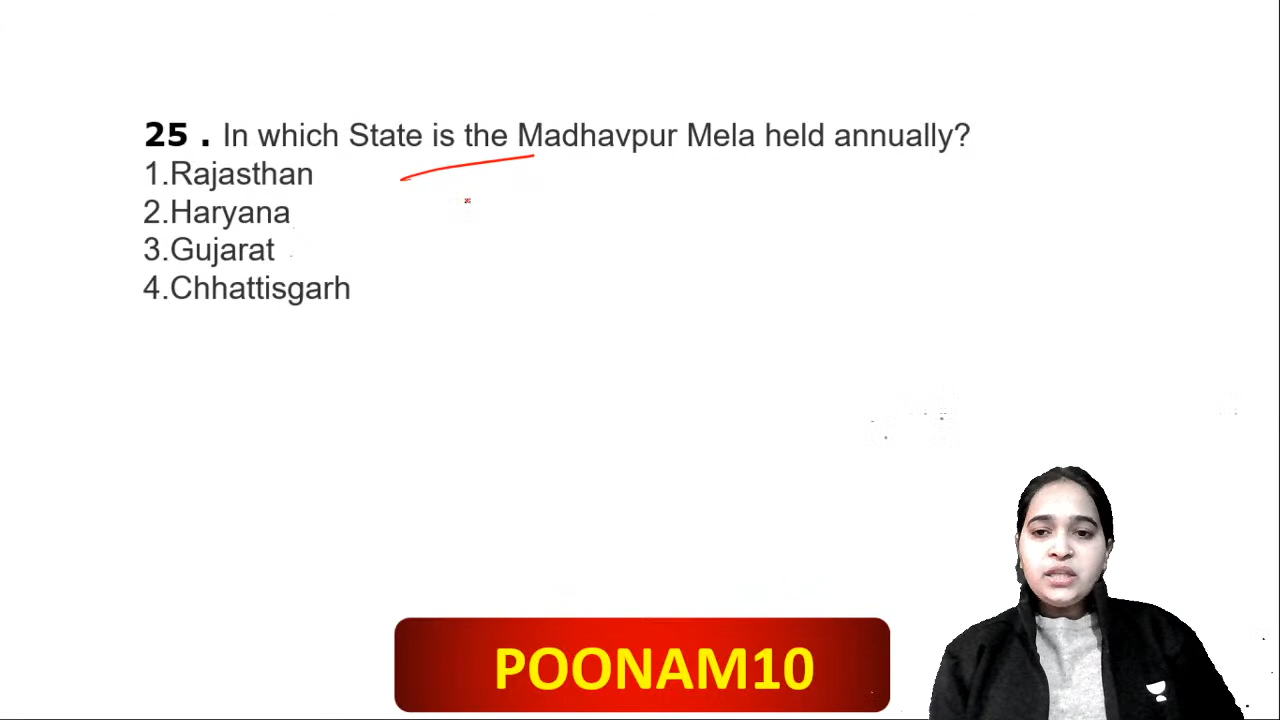 25 . In which State is the Madhavpur Mela held annually?
1.Rajasthan
2.Haryana
3.Gujarat
4.Chhattisgarh
POONAM10